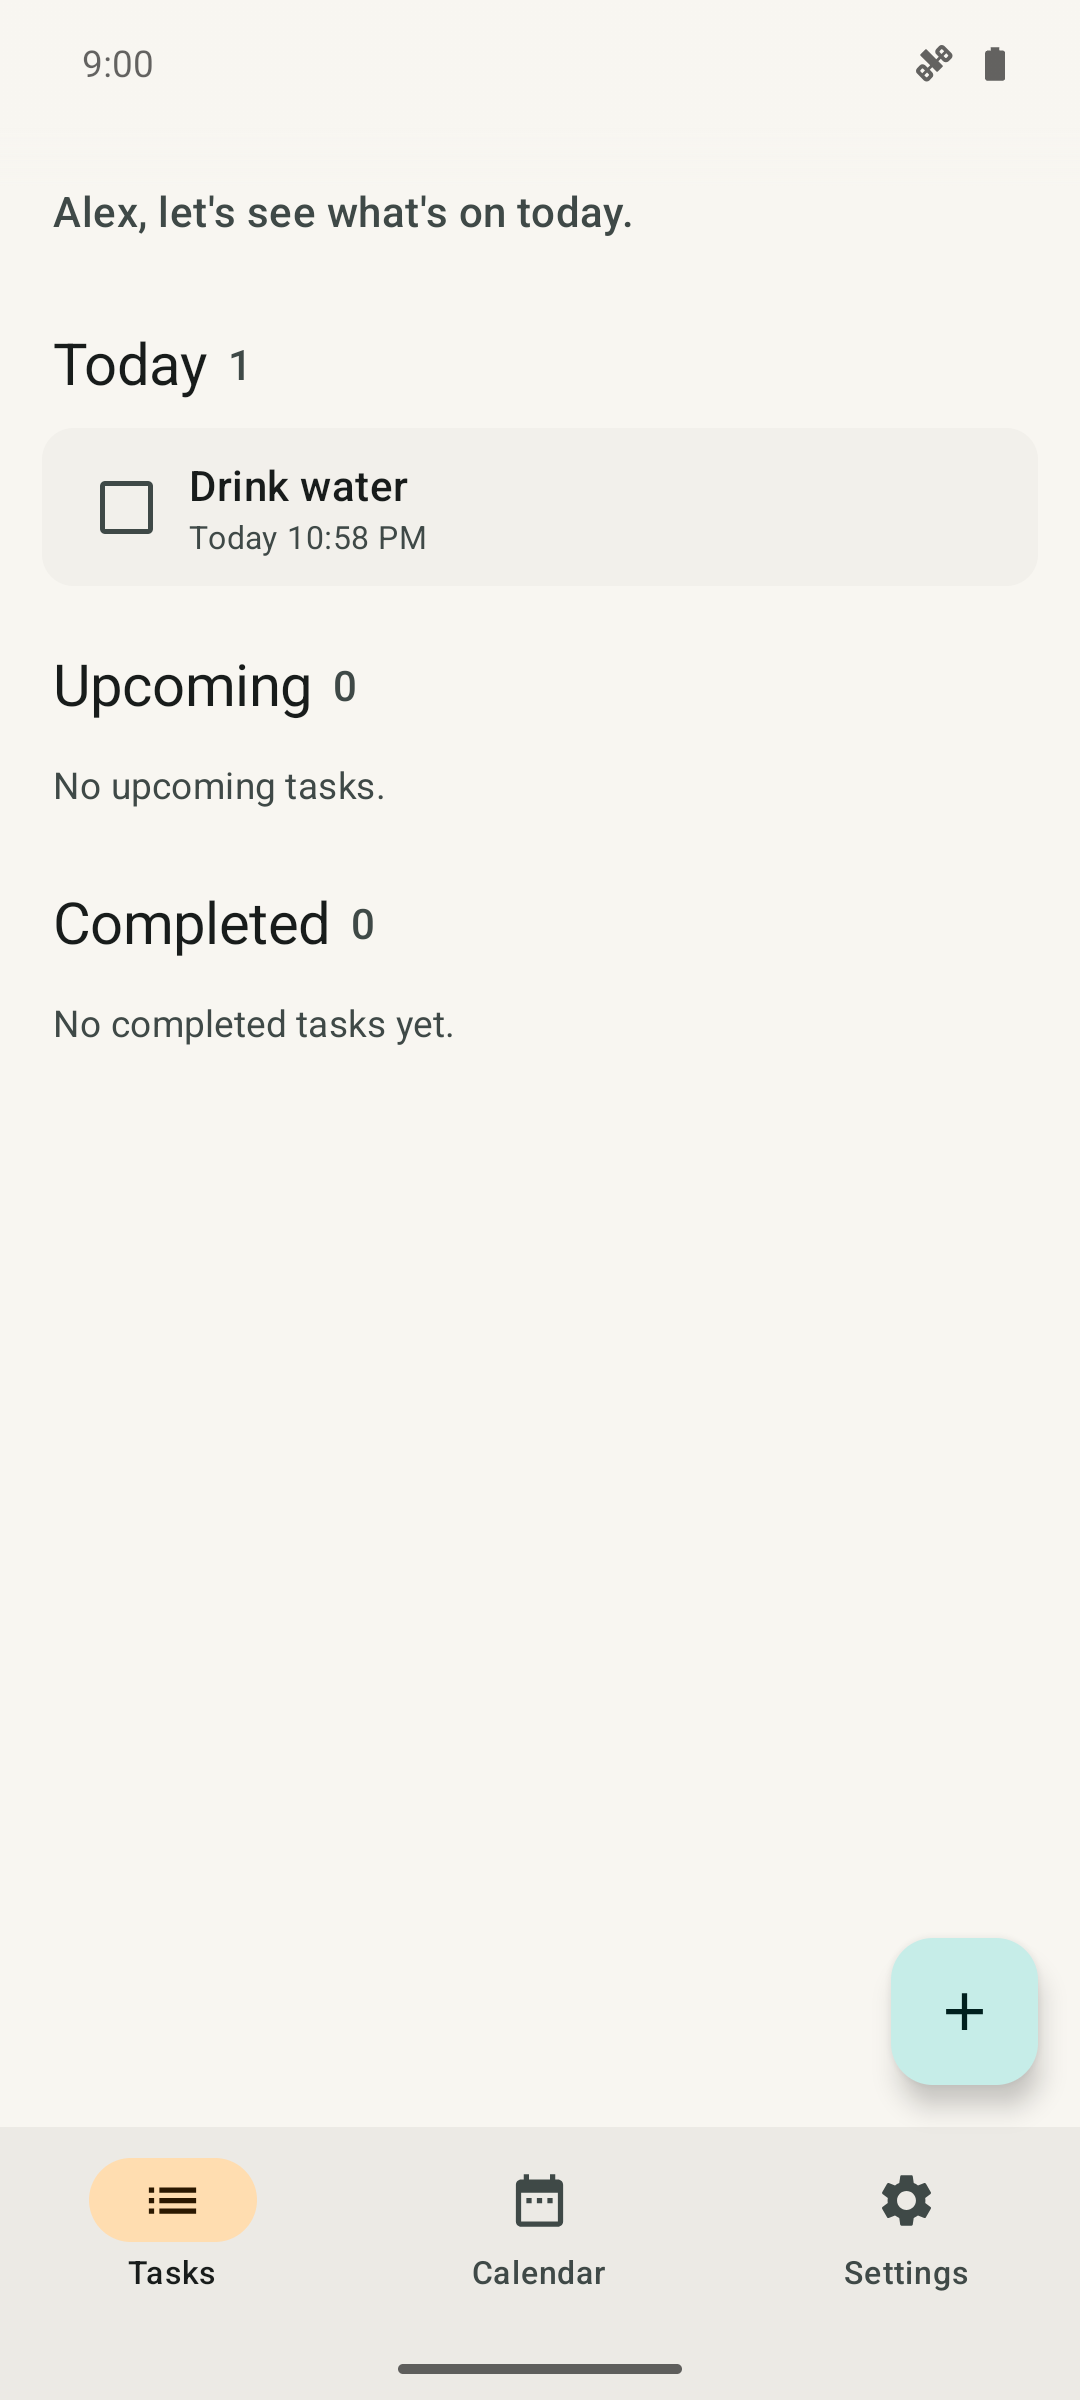 9:00
Alex, let's see what's on today.
Today 1
Drink water
Today 10:58 PM
Upcoming 0
No upcoming tasks.
Completed 0
No completed tasks yet.
Tasks
Calendar
Settings